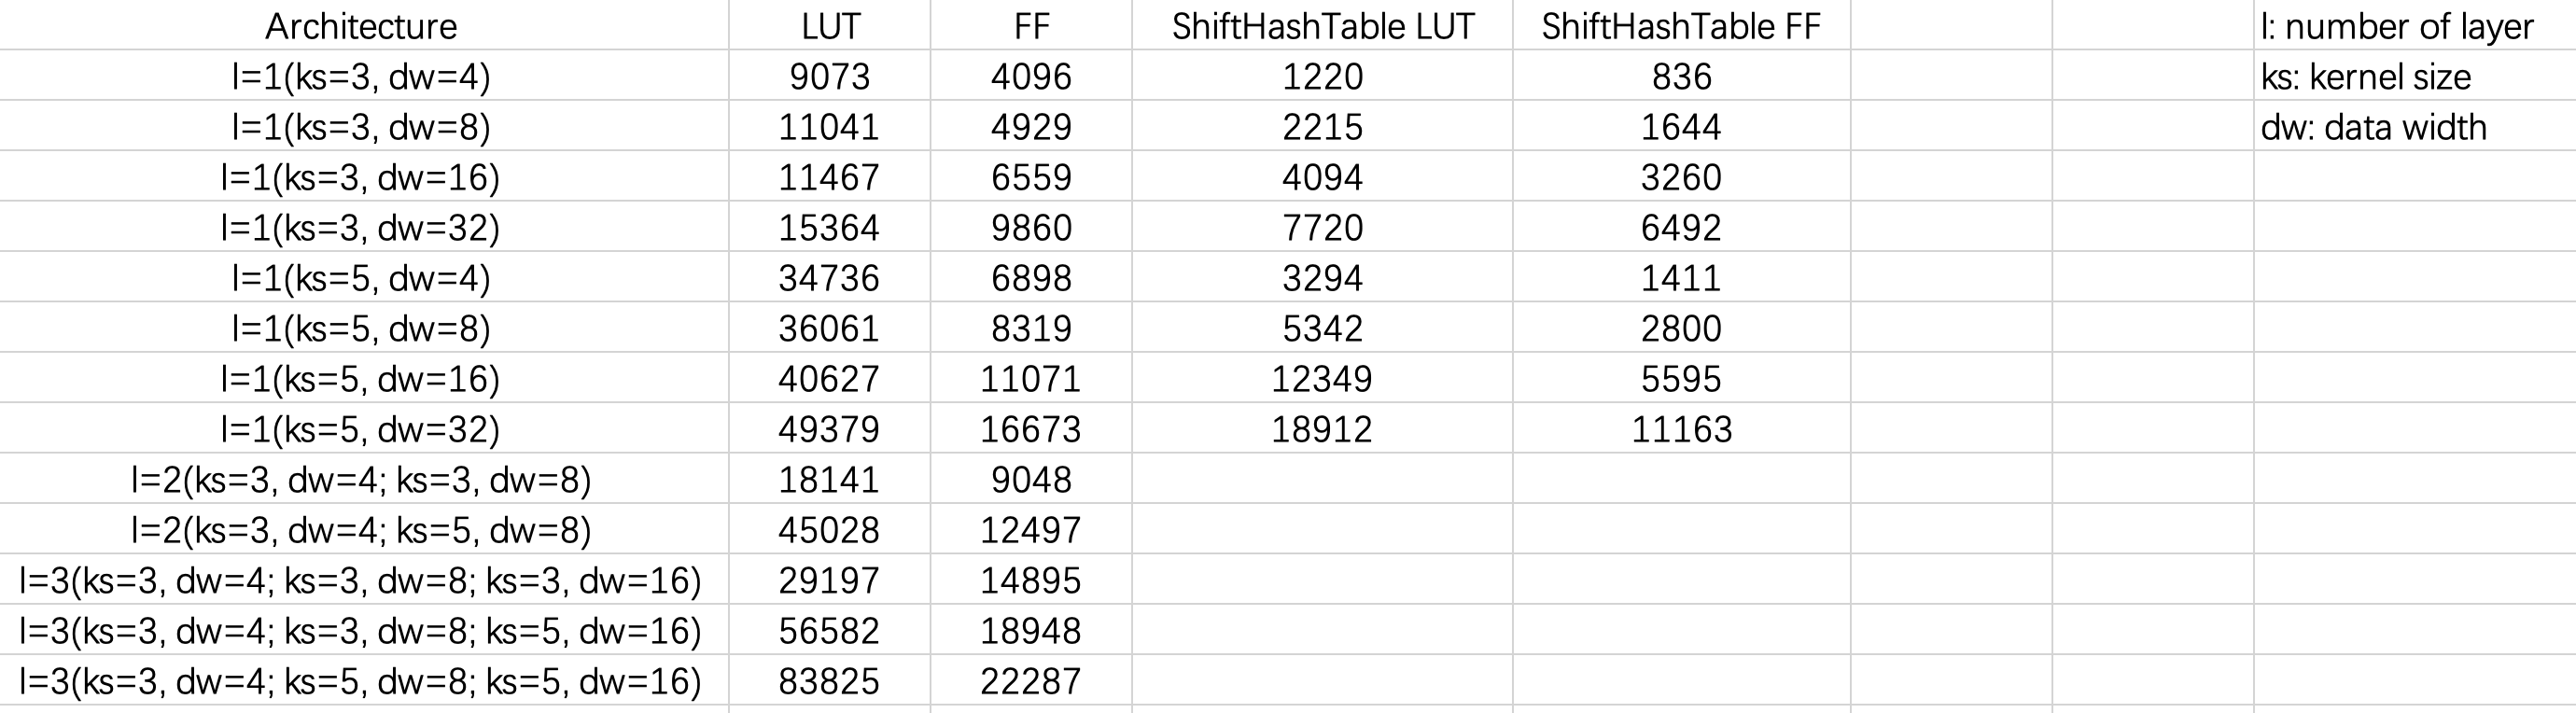 Architecture LUT FF ShiftHashTable LUT ShiftHashTable FF l: number of layer
l=1(ks=3, dw=4) 9073 4096 1220 836 ks: kernel size
l=1(ks=3, dw=8) 11041 4929 2215 1644 dw: data width
l=1(ks=3, dw=16) 11467 6559 4094 3260
l=1(ks=3, dw=32) 15364 9860 7720 6492
l=1(ks=5, dw=4) 34736 6898 3294 1411
l=1(ks=5, dw=8) 36061 8319 5342 2800
l=1(ks=5, dw=16) 40627 11071 12349 5595
l=1(ks=5, dw=32) 49379 16673 18912 11163
l=2(ks=3, dw=4; ks=3, dw=8) 18141 9048
l=2(ks=3, dw=4; ks=5, dw=8) 45028 12497
l=3(ks=3, dw=4; ks=3, dw=8; ks=3, dw=16) 29197 14895
l=3(ks=3, dw=4; ks=3, dw=8; ks=5, dw=16) 56582 18948
l=3(ks=3, dw=4; ks=5, dw=8; ks=5, dw=16) 83825 22287